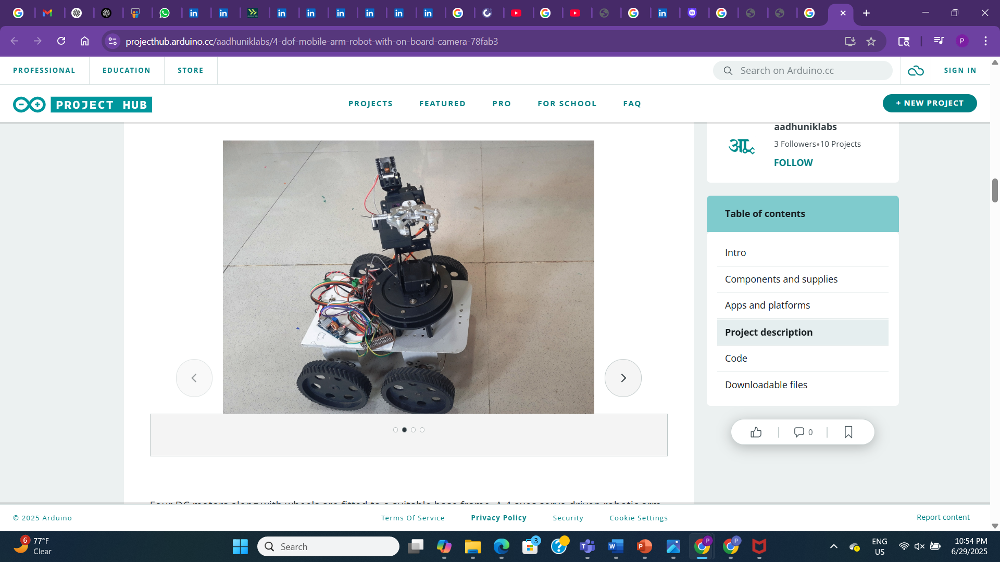 projecthub.arduino.cc/aadhuniklabs/4-dof-mobile-arm-robot-with-on-board-camera-78fab3
P
PROFESSIONAL
EDUCATION
STORE
Search on Arduino.cc
SIGN IN
PROJECT HUB
PROJECTS
FEATURED
PRO
FOR SCHOOL
FAQ
+ NEW PROJECT
aadhuniklabs
3 Followers•10 Projects
FOLLOW
Table of contents
Intro
Components and supplies
Apps and platforms
Project description
Code
Downloadable files
0
Four DC motors along with wheels are fitted to a suitable base frame. A 4 axes servo driven robotic arm
© 2025 Arduino
Terms Of Service
Privacy Policy
Security
Cookie Settings
Report content
6
77°F
Clear
Search
3
ENG
US
10:54 PM
6/29/2025